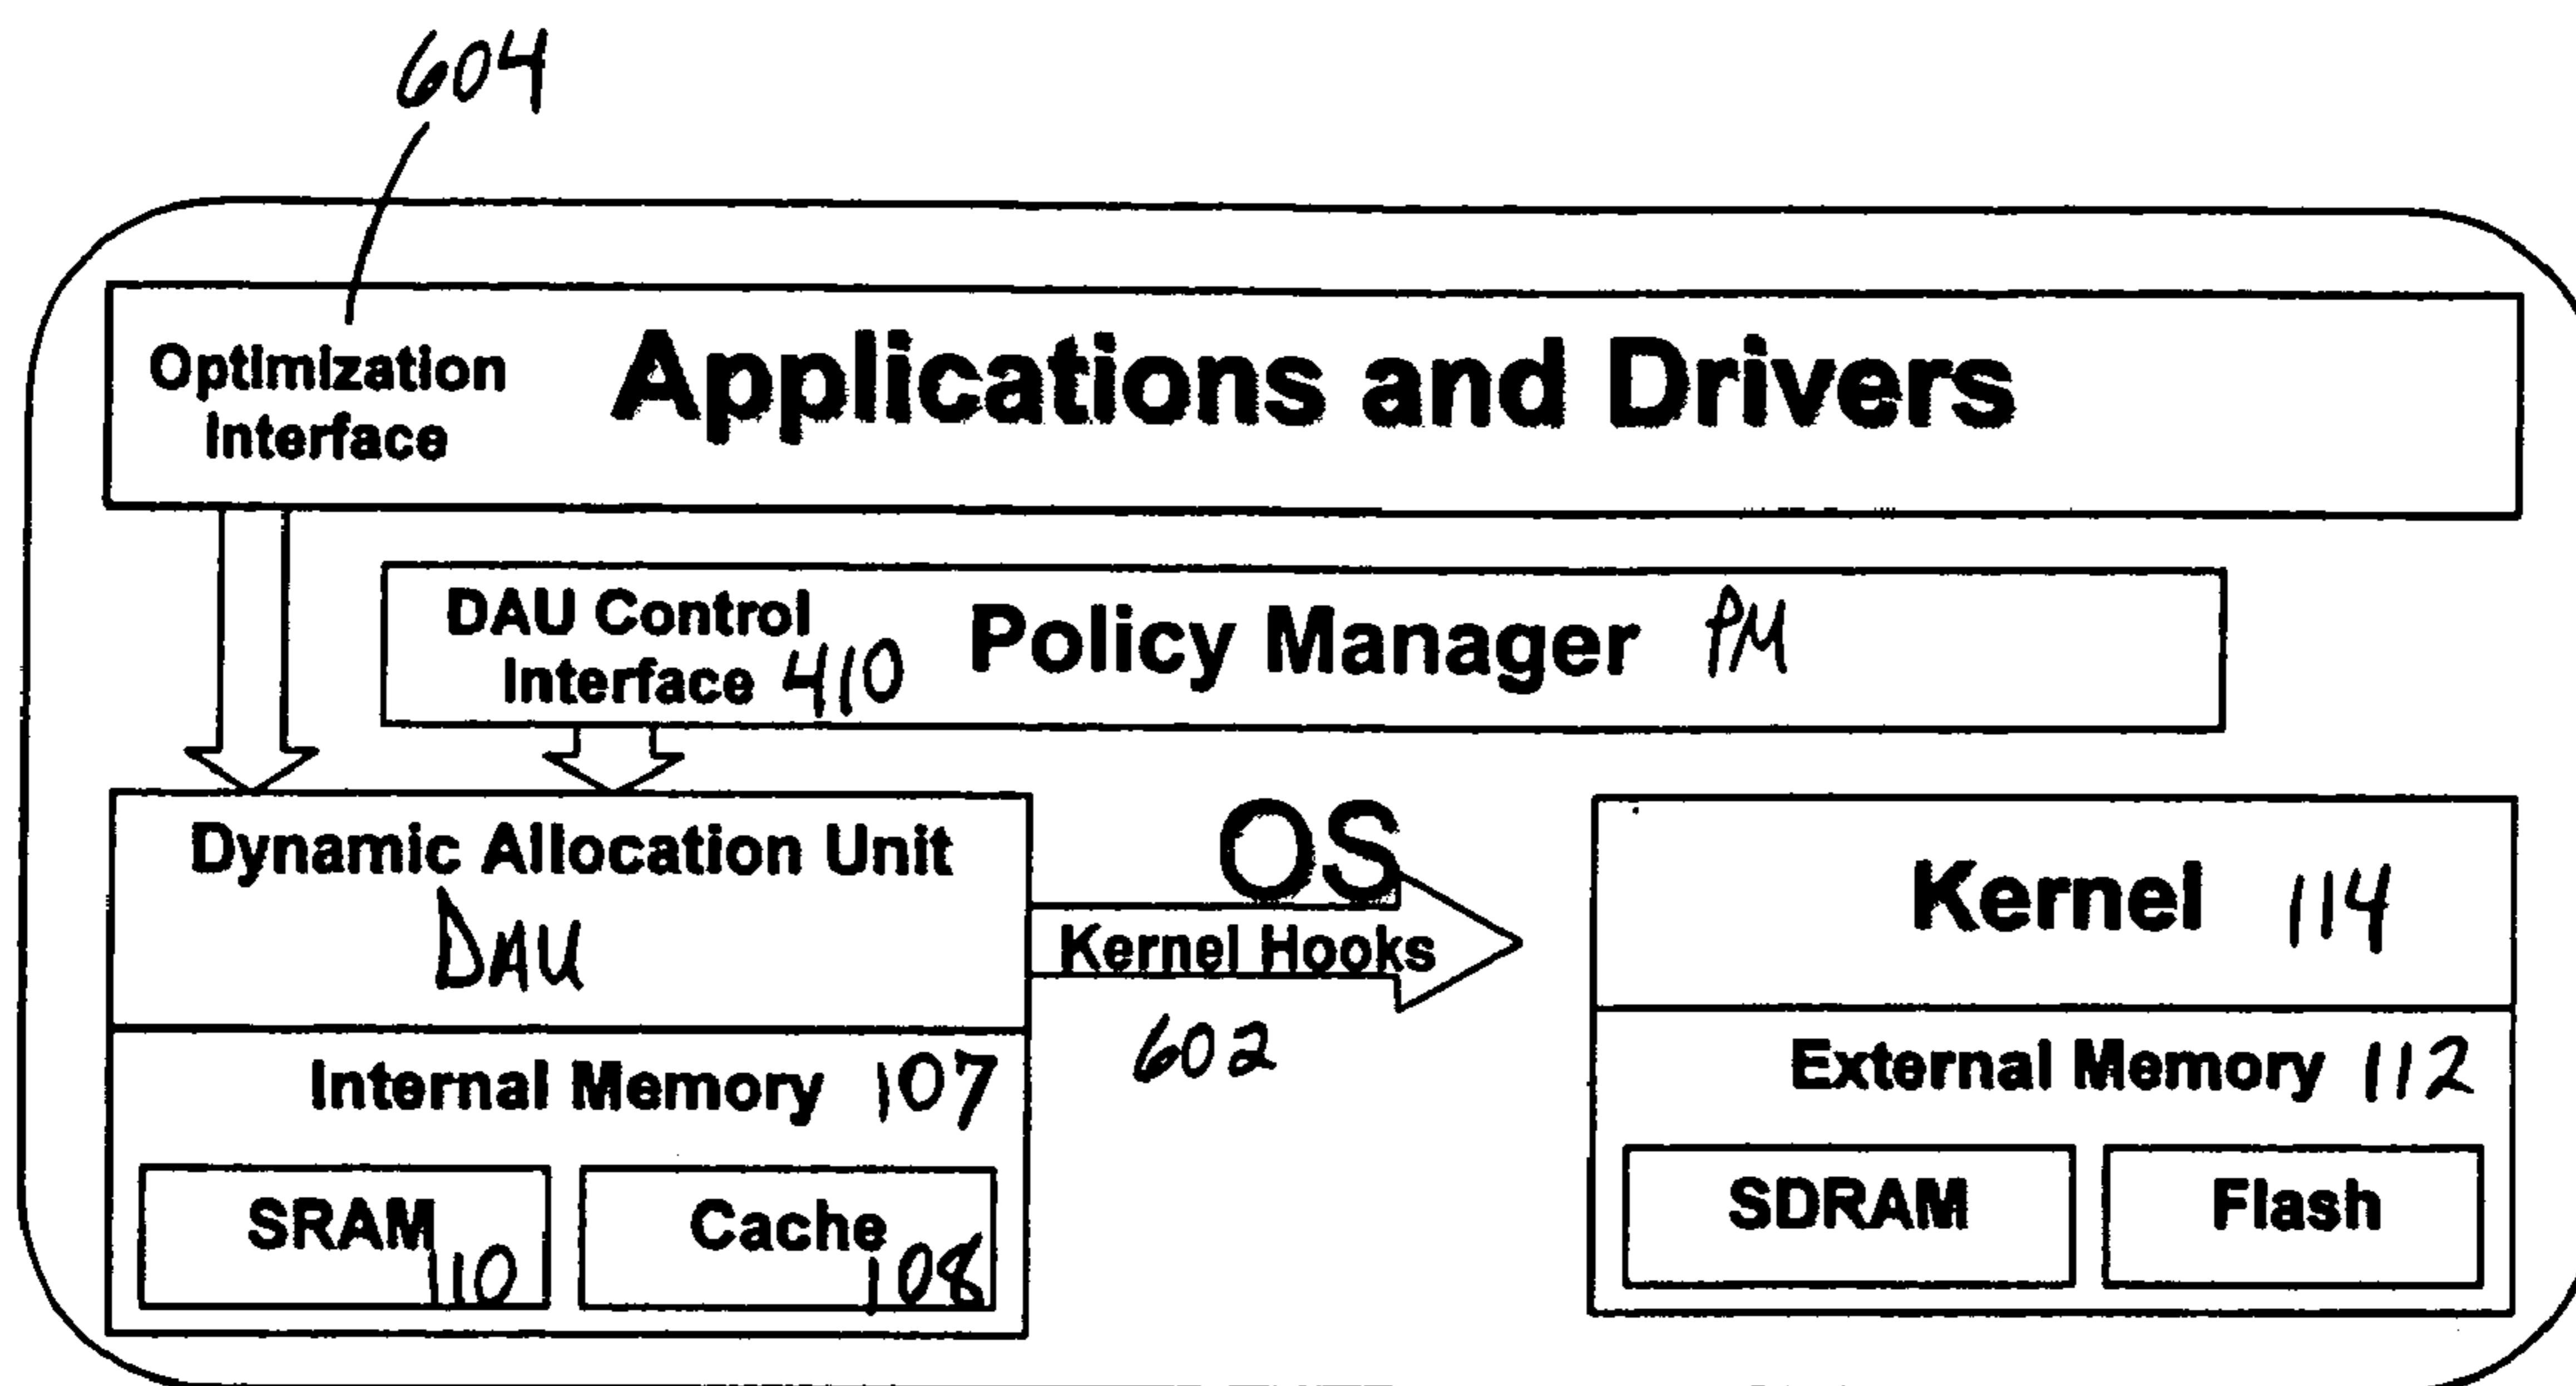 604
Optimization
Interface
Applications and Drivers
DAU Control
Interface 410
Policy Manager PM
Dynamic Allocation Unit
DAU
OS
Kernel Hooks
602
Kernel 114
Internal Memory 107
External Memory 112
SRAM
110
Cache
108
SDRAM
Flash